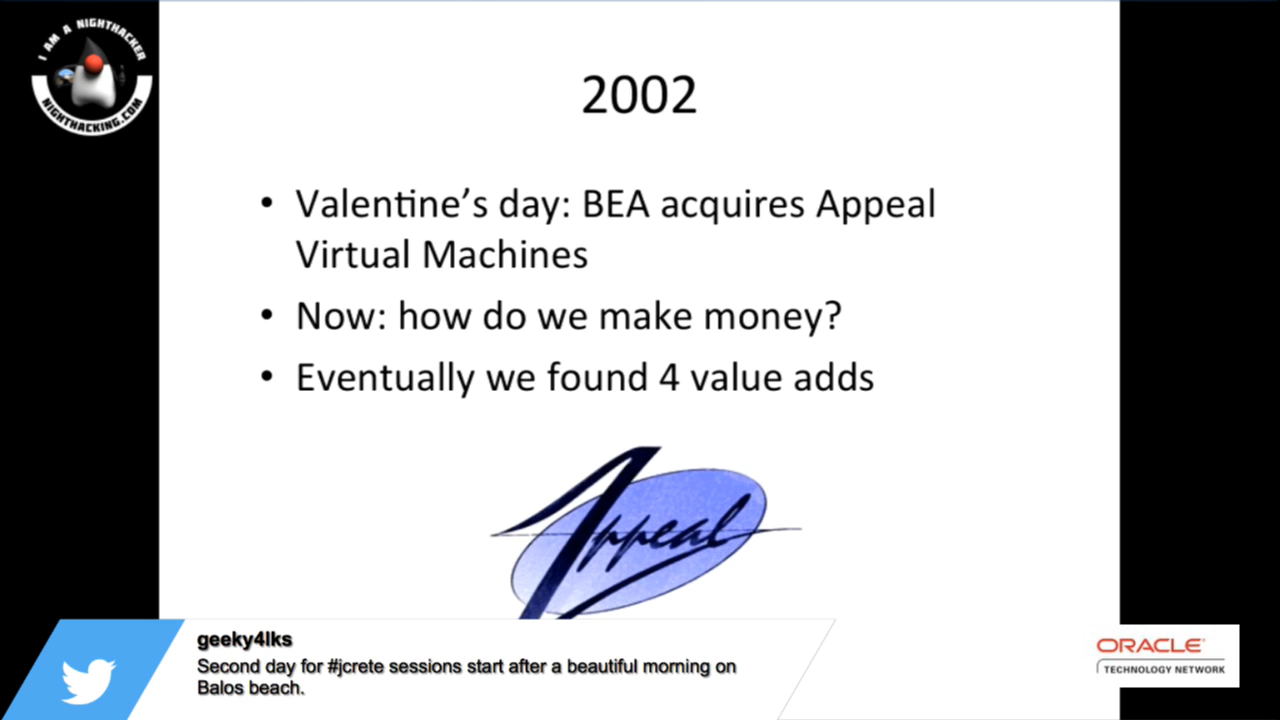 I AM A NIGHTHACKER
NIGHTHACKING.COM
2002
• Valentine's day: BEA acquires Appeal
Virtual Machines
• Now: how do we make money?
• Eventually we found 4 value adds
Appeal
geeky4lks
Second day for #jcrete sessions start after a beautiful morning on
Balos beach.
ORACLE
TECHNOLOGY NETWORK